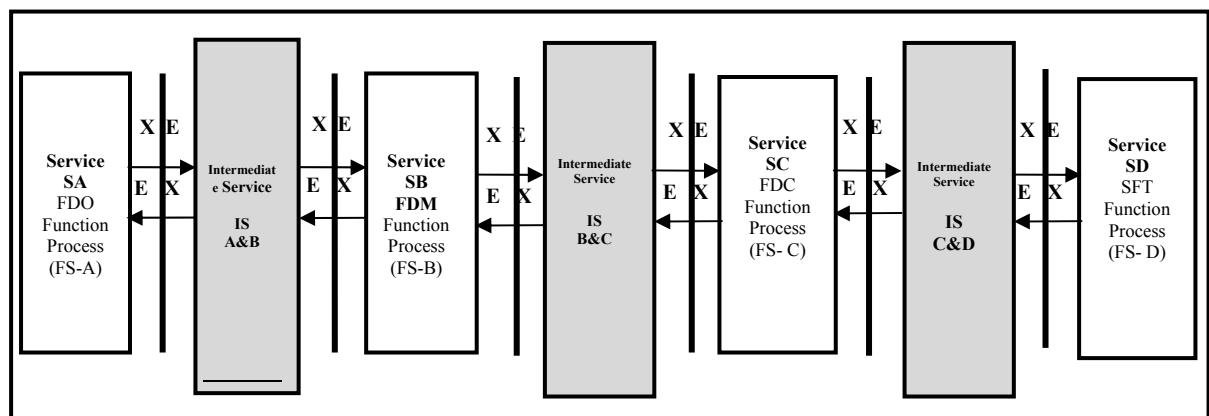 Service
SA
FDO
Function
Process
(FS-A)
X E
E X
Intermediat
e Service
IS
A&B
X E
E X
Service
SB
FDM
Function
Process
(FS-B)
X E
E X
Intermediate
Service
IS
B&C
X E
E X
Service
SC
FDC
Function
Process
(FS- C)
X E
E X
Intermediate
Service
IS
C&D
X E
E X
Service
SD
SFT
Function
Process
(FS- D)